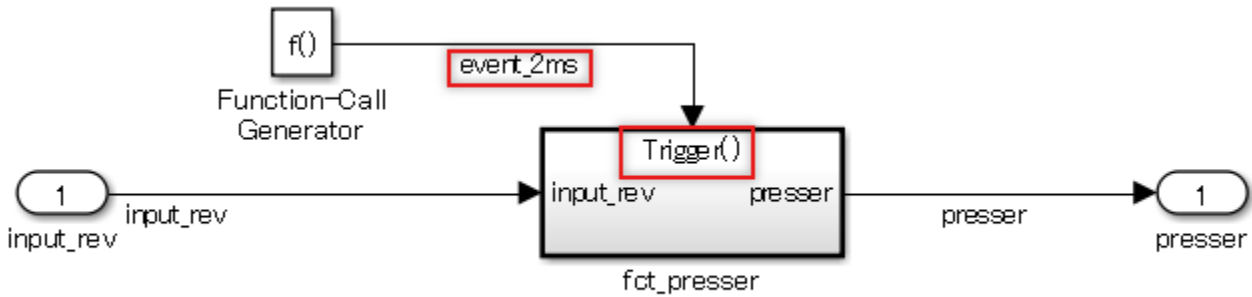 f()
event_2ms
Function-Call
Generator
Trigger()
1
input_rev
input_rev
input_rev
presser
presser
1
presser
fct_presser